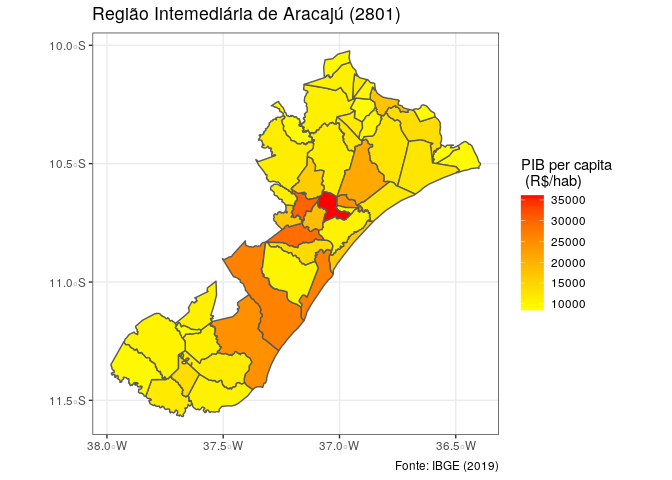 Região Intemediária de Aracajú (2801)
10.0°S
10.5°S
11.0°S
11.5°S
38.0°W
37.5°W
37.0°W
36.5°W
PIB per capita
(R$/hab)
35000
30000
25000
20000
15000
10000
Fonte: IBGE (2019)